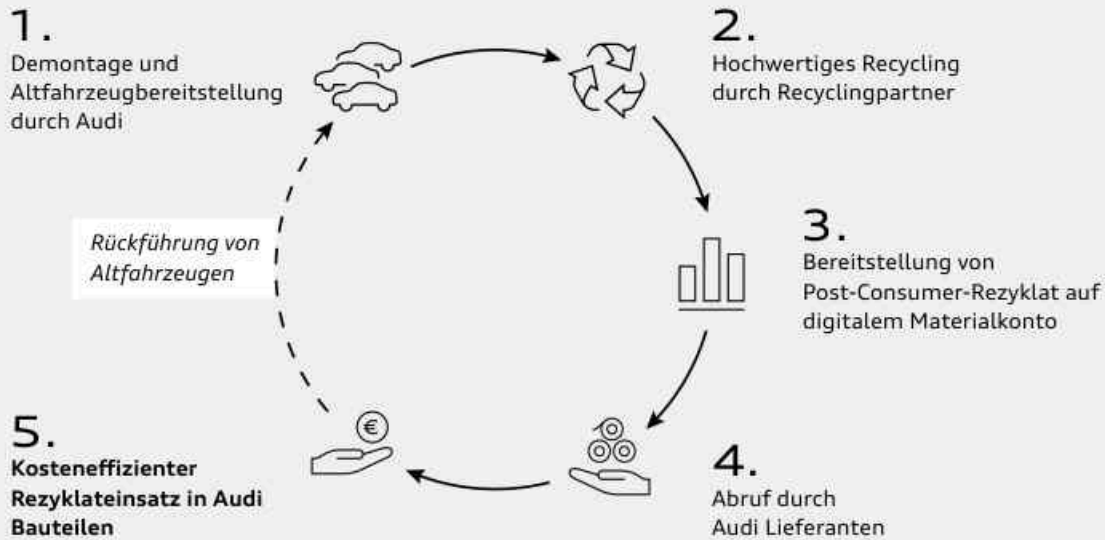 1.
Demontage und
Altfahrzeugbereitstellung
durch Audi
2.
Hochwertiges Recycling
durch Recyclingpartner
3.
Bereitstellung von
Post-Consumer-Rezyklat auf
digitalem Materialkonto
4.
Abruf durch
Audi Lieferanten
5.
Kosteneffizienter
Rezyklateinsatz in Audi
Bauteilen
€
Rückführung von
Altfahrzeugen